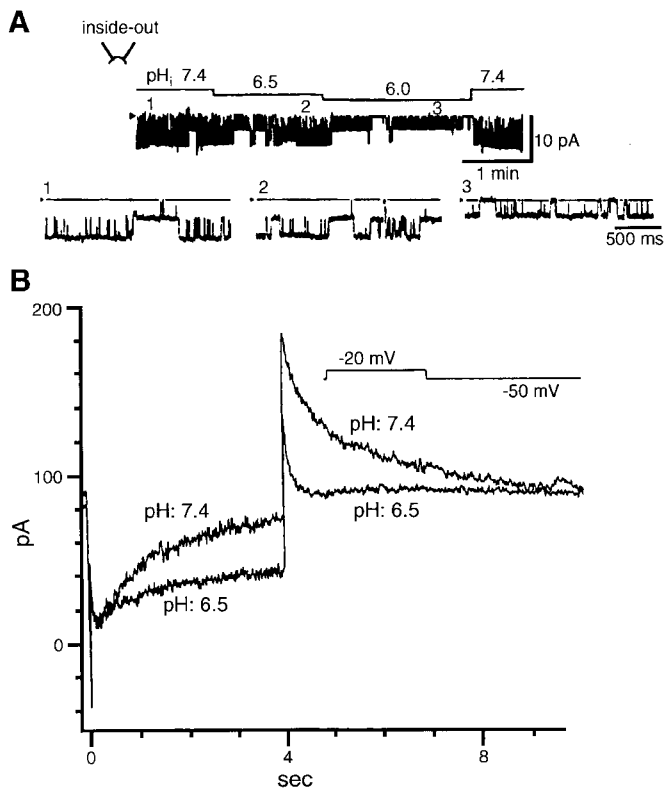 A
inside-out
pHi 7.4 6.5 6.0 7.4
1 2 3
10 pA
1 min
1 2 3
500 ms
B
200
-20 mV
-50 mV
pH: 7.4
100
pH: 7.4
pH: 6.5
pA
pH: 6.5
0
0 4 8
sec